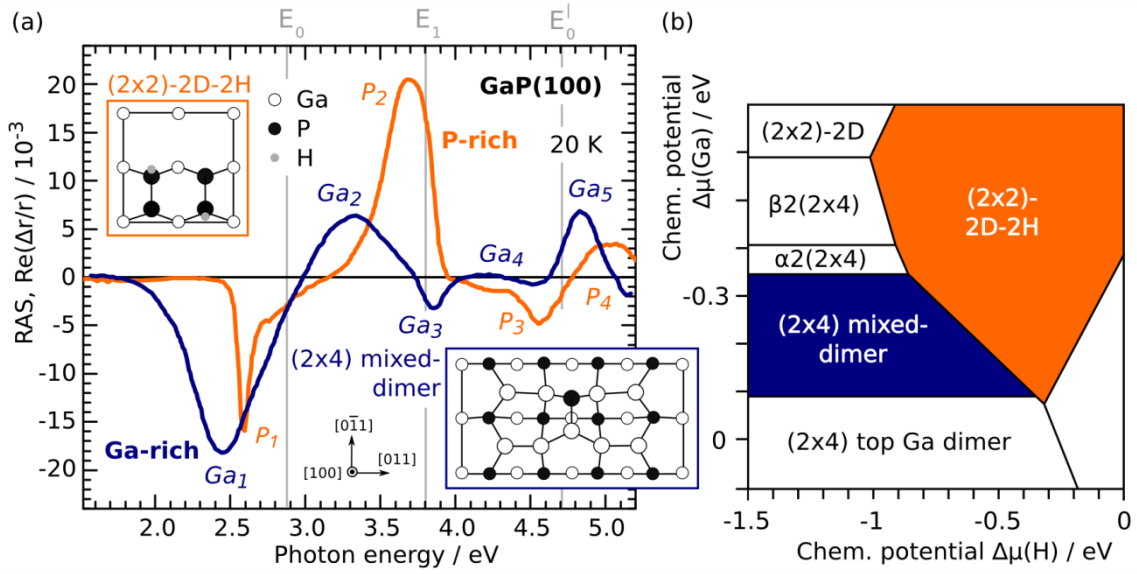 (a)
E₀
E₁
E₀ˡ
(b)
RAS, Re(Δr/r) / 10⁻³
20
15
10
5
0
-5
-10
-15
-20
(2x2)-2D-2H
Ga
P
H
P₂
GaP(100)
P-rich
20 K
Ga₂
Ga₅
Ga₄
Ga₃
P₃
P₄
(2x4) mixed-
dimer
P₁
Ga-rich
Ga₁
[01̅1]
[100]
[011]
2.0
2.5
3.0
3.5
4.0
4.5
5.0
Photon energy / eV
Chem. potential
Δμ(Ga) / eV
-0.3
0
(2x2)-2D
β2(2x4)
α2(2x4)
(2x2)-
2D-2H
(2x4) mixed-
dimer
(2x4) top Ga dimer
-1.5
-1
-0.5
0
Chem. potential Δμ(H) / eV